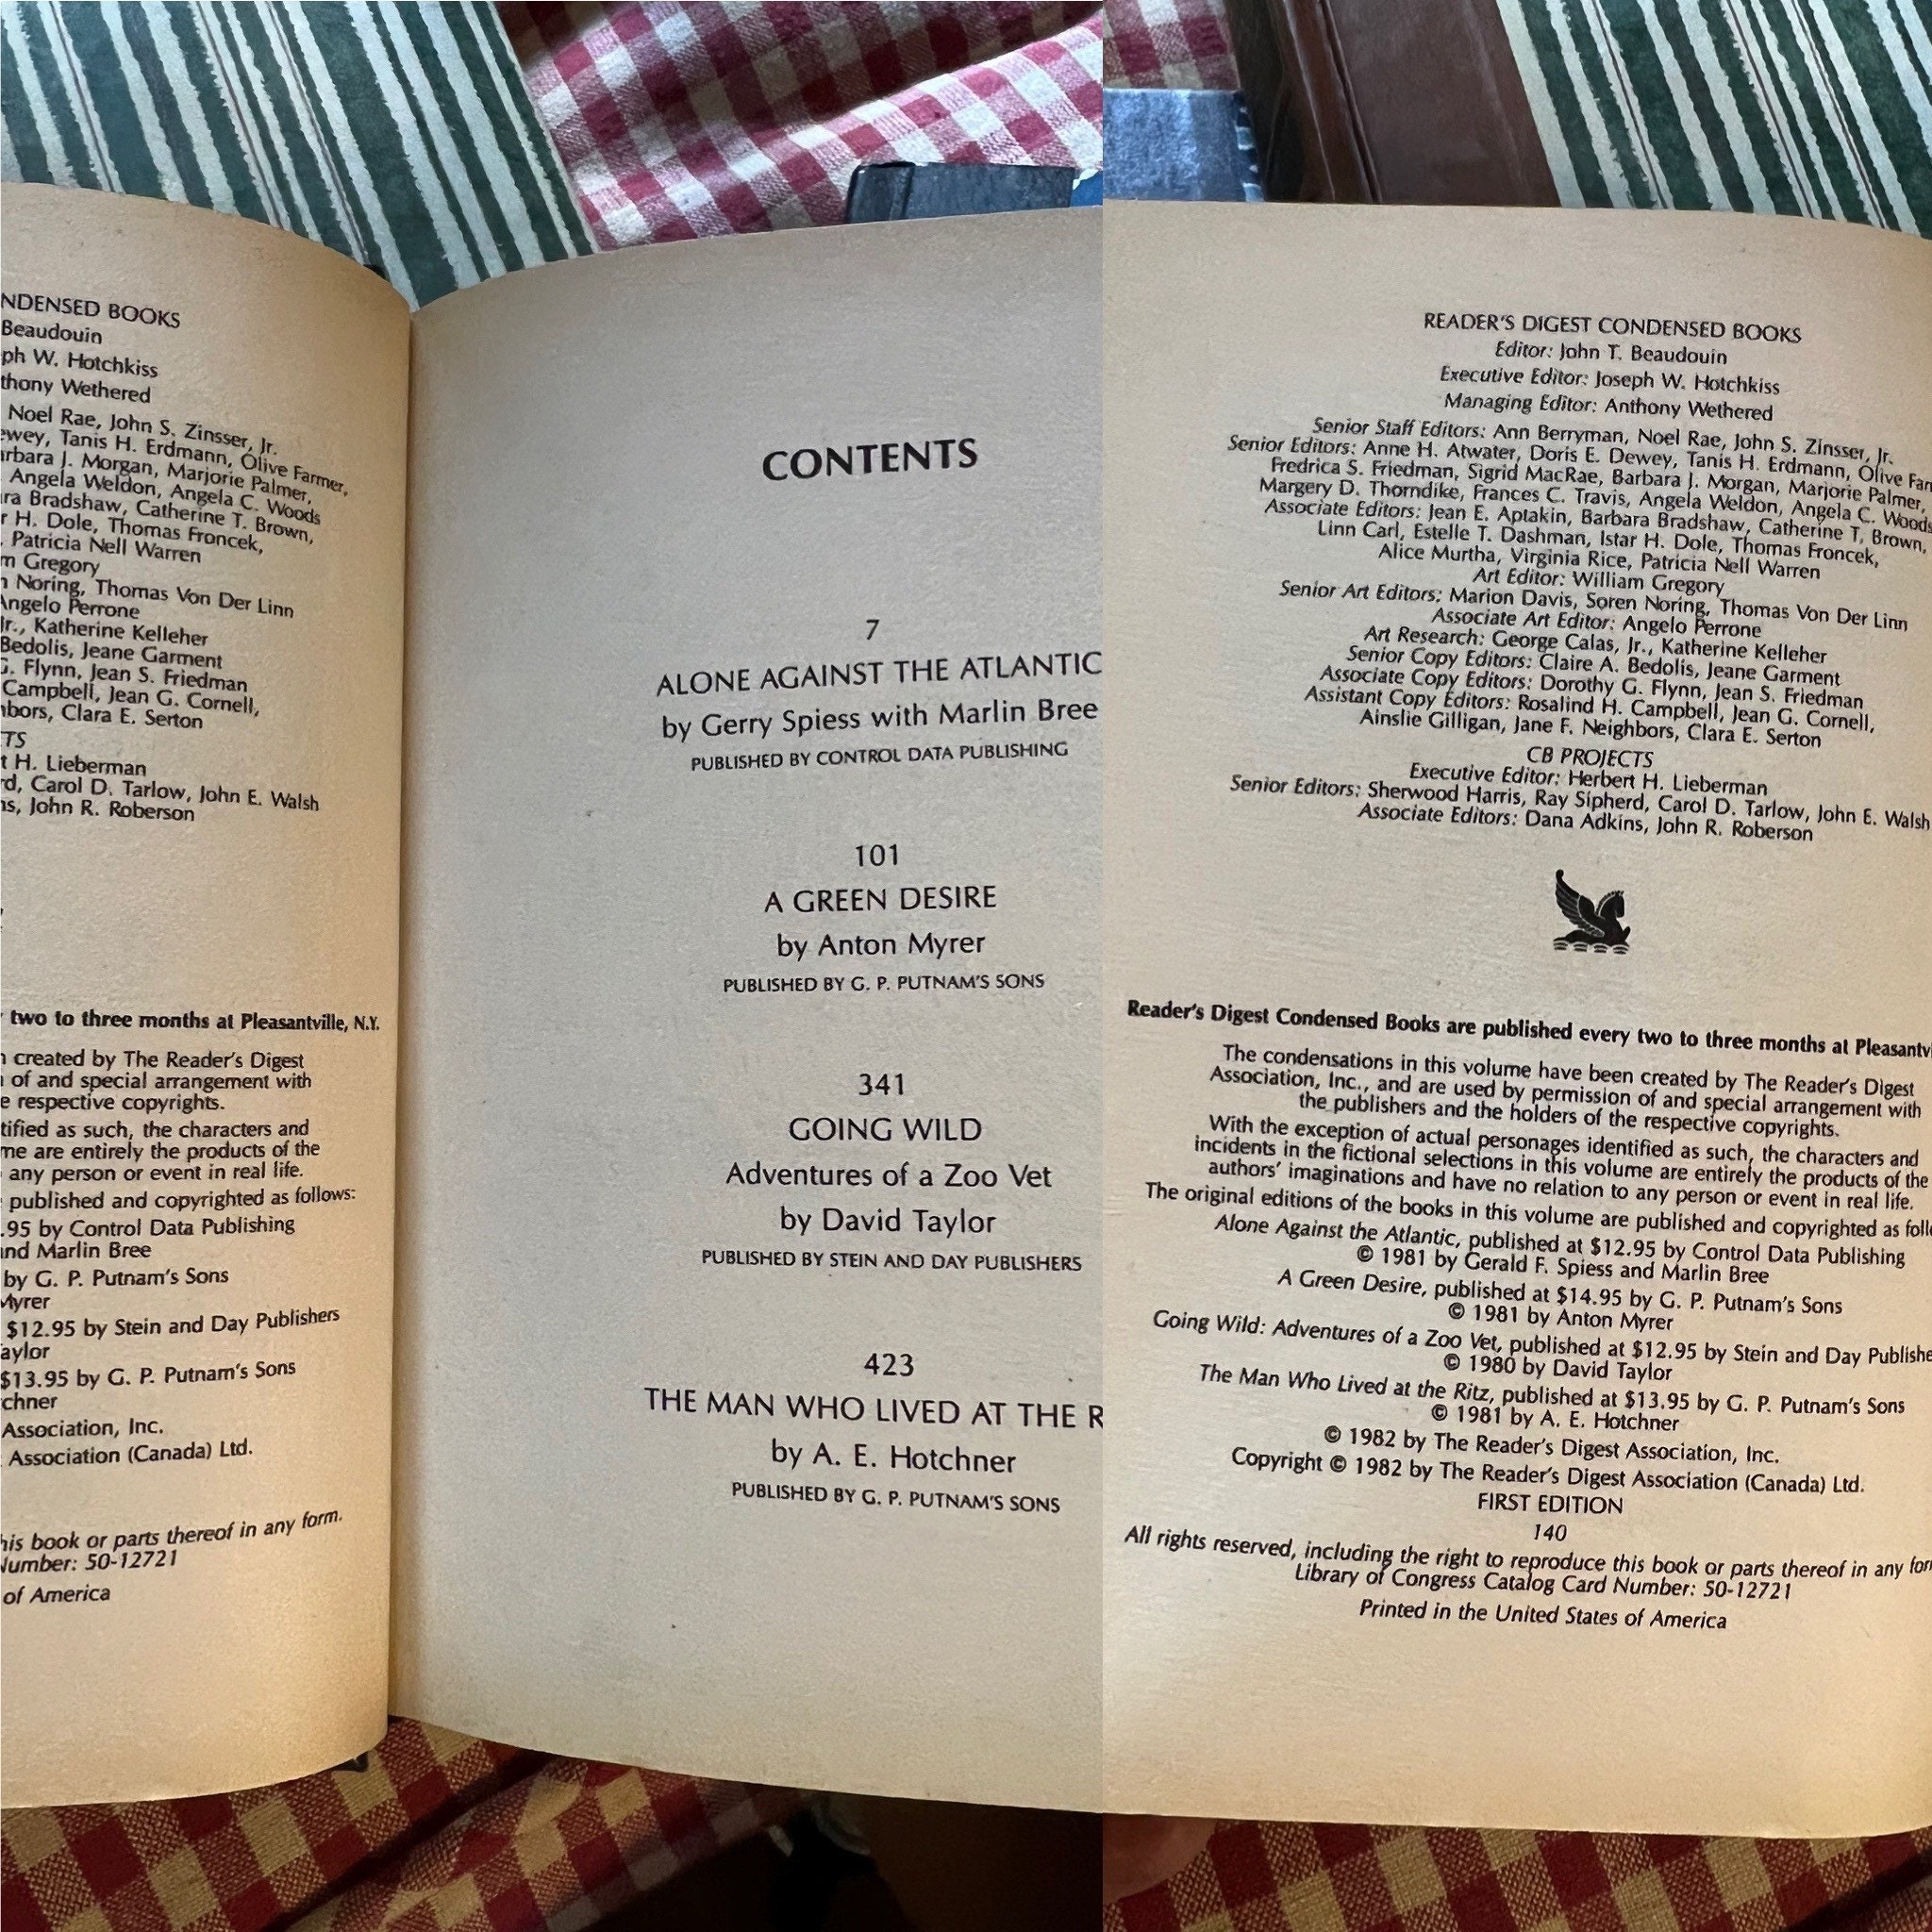 NDENSED BOOKS
Beaudouin
ph W. Hotchkiss
thony Wethered
Noel Rae, John S. Zinsser, Jr.
ewey, Tanis H. Erdmann, Olive Farmer,
rbara J. Morgan, Marjorie Palmer,
Angela Weldon, Angela C. Woods
ra Bradshaw, Catherine T. Brown,
r H. Dole, Thomas Froncek,
, Patricia Nell Warren
m Gregory
n Noring, Thomas Von Der Linn
Angelo Perrone
Jr., Katherine Kelleher
Bedolis, Jeane Garment
G. Flynn, Jean S. Friedman
Campbell, Jean G. Cornell,
hbors, Clara E. Serton
CTS
t H. Lieberman
rd, Carol D. Tarlow, John E. Walsh
ns, John R. Roberson
two to three months at Pleasantville, N.Y.
n created by The Reader's Digest
of and special arrangement with
e respective copyrights.
tified as such, the characters and
me are entirely the products of the
any person or event in real life.
published and copyrighted as follows:
.95 by Control Data Publishing
and Marlin Bree
by G. P. Putnam's Sons
Myrer
$12.95 by Stein and Day Publishers
aylor
$13.95 by G. P. Putnam's Sons
chner
Association, Inc.
Association (Canada) Ltd.
his book or parts thereof in any form.
Number: 50-12721
of America
CONTENTS
7
ALONE AGAINST THE ATLANTIC
by Gerry Spiess with Marlin Bree
PUBLISHED BY CONTROL DATA PUBLISHING
101
A GREEN DESIRE
by Anton Myrer
PUBLISHED BY G. P. PUTNAM'S SONS
341
GOING WILD
Adventures of a Zoo Vet
by David Taylor
PUBLISHED BY STEIN AND DAY PUBLISHERS
423
THE MAN WHO LIVED AT THE R
by A. E. Hotchner
PUBLISHED BY G. P. PUTNAM'S SONS
READER'S DIGEST CONDENSED BOOKS
Editor: John T. Beaudouin
Executive Editor: Joseph W. Hotchkiss
Managing Editor: Anthony Wethered
Senior Staff Editors: Ann Berryman, Noel Rae, John S. Zinsser, Jr.
Senior Editors: Anne H. Atwater, Doris E. Dewey, Tanis H. Erdmann, Olive Far
Fredrica S. Friedman, Sigrid MacRae, Barbara J. Morgan, Marjorie Palmer,
Margery D. Thorndike, Frances C. Travis, Angela Weldon, Angela C. Woods
Associate Editors: Jean E. Aptakin, Barbara Bradshaw, Catherine T. Brown,
Linn Carl, Estelle T. Dashman, Istar H. Dole, Thomas Froncek,
Alice Murtha, Virginia Rice, Patricia Nell Warren
Art Editor: William Gregory
Senior Art Editors: Marion Davis, Soren Noring, Thomas Von Der Linn
Associate Art Editor: Angelo Perrone
Art Research: George Calas, Jr., Katherine Kelleher
Senior Copy Editors: Claire A. Bedolis, Jeane Garment
Associate Copy Editors: Dorothy G. Flynn, Jean S. Friedman
Assistant Copy Editors: Rosalind H. Campbell, Jean G. Cornell,
Ainslie Gilligan, Jane F. Neighbors, Clara E. Serton
CB PROJECTS
Executive Editor: Herbert H. Lieberman
Senior Editors: Sherwood Harris, Ray Sipherd, Carol D. Tarlow, John E. Walsh
Associate Editors: Dana Adkins, John R. Roberson
Reader's Digest Condensed Books are published every two to three months at Pleasantv
The condensations in this volume have been created by The Reader's Digest
Association, Inc., and are used by permission of and special arrangement with
the publishers and the holders of the respective copyrights.
With the exception of actual personages identified as such, the characters and
incidents in the fictional selections in this volume are entirely the products of the
authors' imaginations and have no relation to any person or event in real life.
The original editions of the books in this volume are published and copyrighted as foll
Alone Against the Atlantic, published at $12.95 by Control Data Publishing
© 1981 by Gerald F. Spiess and Marlin Bree
A Green Desire, published at $14.95 by G. P. Putnam's Sons
© 1981 by Anton Myrer
Going Wild: Adventures of a Zoo Vet, published at $12.95 by Stein and Day Publishe
© 1980 by David Taylor
The Man Who Lived at the Ritz, published at $13.95 by G. P. Putnam's Sons
© 1981 by A. E. Hotchner
© 1982 by The Reader's Digest Association, Inc.
Copyright © 1982 by The Reader's Digest Association (Canada) Ltd.
FIRST EDITION
140
All rights reserved, including the right to reproduce this book or parts thereof in any for
Library of Congress Catalog Card Number: 50-12721
Printed in the United States of America